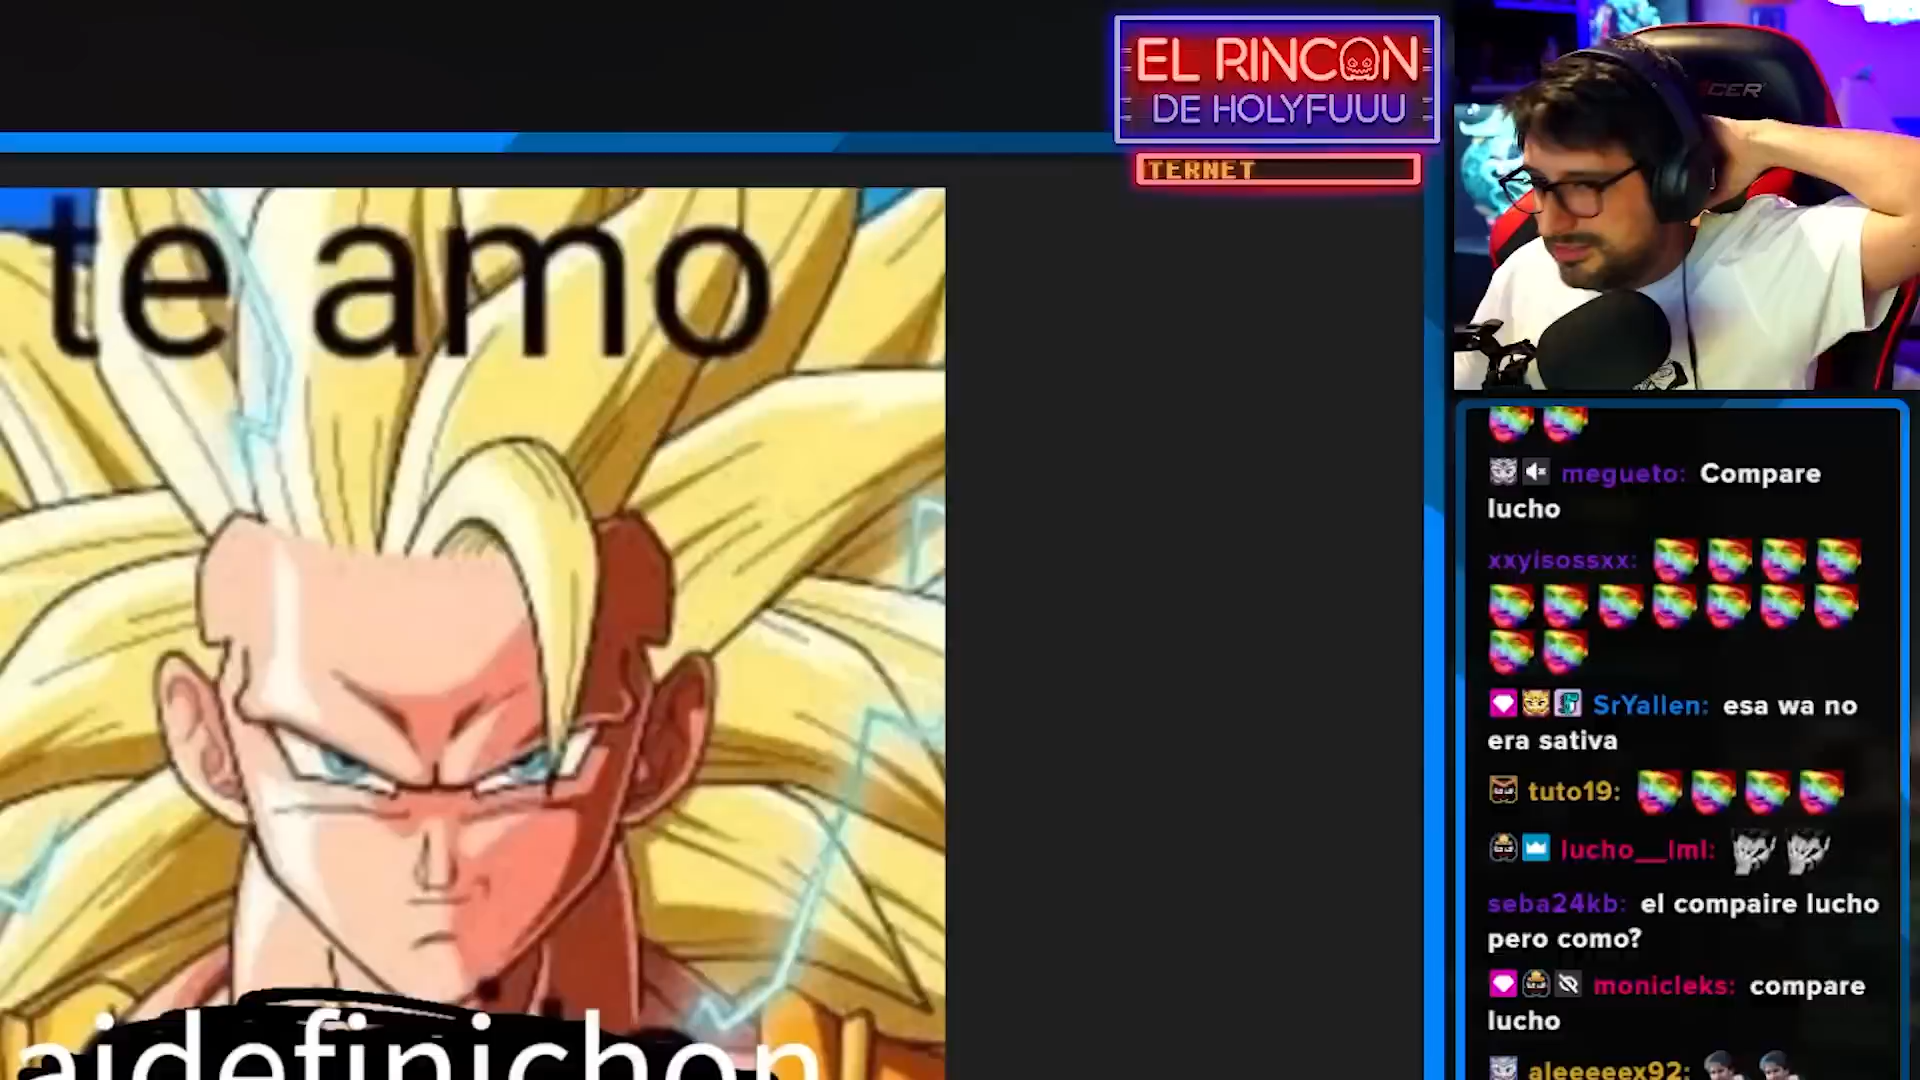 EL RINCON
DE HOLYFUUU
TERNET
CER
te amo
aidefinichon
megueto: Compare
lucho
xxyisossxx:
SrYallen: esa wa no
era sativa
tuto19:
lucho__lml:
seba24kb: el compaire lucho
pero como?
monicleks: compare
lucho
aleeeeex92: